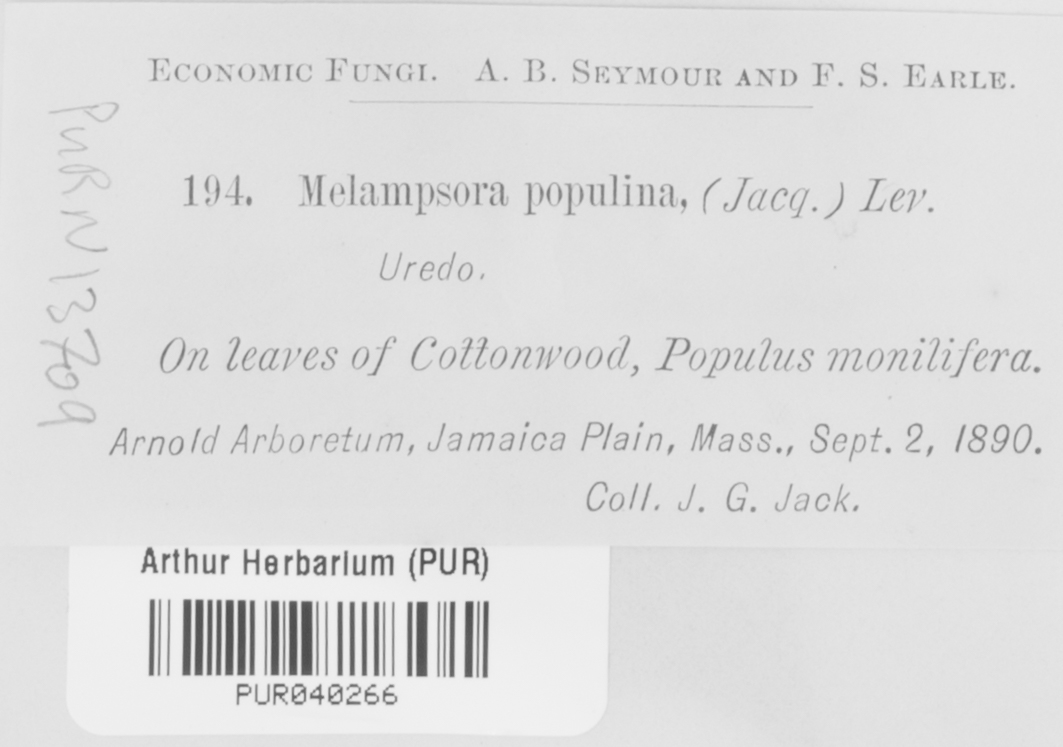 ECONOMIC FUNGI. A. B. SEYMOUR AND F. S. EARLE.
194. Melampsora populina, (Jacq.) Lev.
Uredo.
On leaves of Cottonwood, Populus monilifera.
Arnold Arboretum, Jamaica Plain, Mass., Sept. 2, 1890.
Coll. J. G. Jack.
PUR N13709
Arthur Herbarium (PUR)
PUR040266